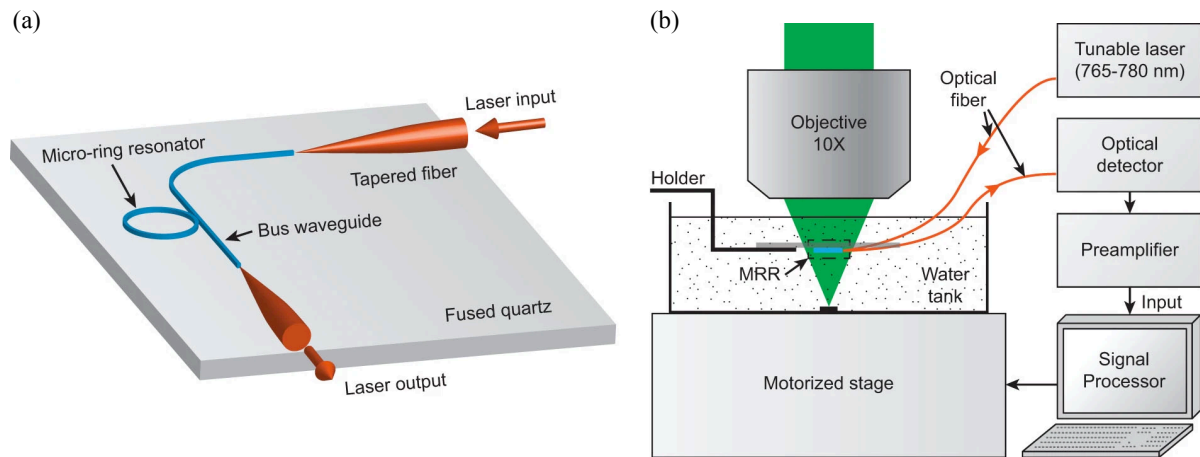 (a)
Laser input
Micro-ring resonator
Tapered fiber
Bus waveguide
Fused quartz
Laser output
(b)
Tunable laser
(765-780 nm)
Optical
fiber
Objective
10X
Optical
detector
Holder
Preamplifier
MRR
Water
tank
Input
Signal
Processor
Motorized stage